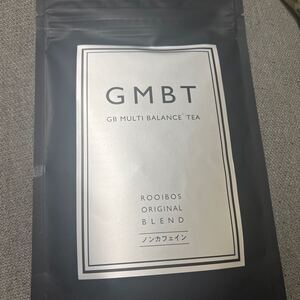 GMBT
GB MULTI BALANCE TEA
ROOIBOS
ORIGINAL
BLEND
ノンカフェイン